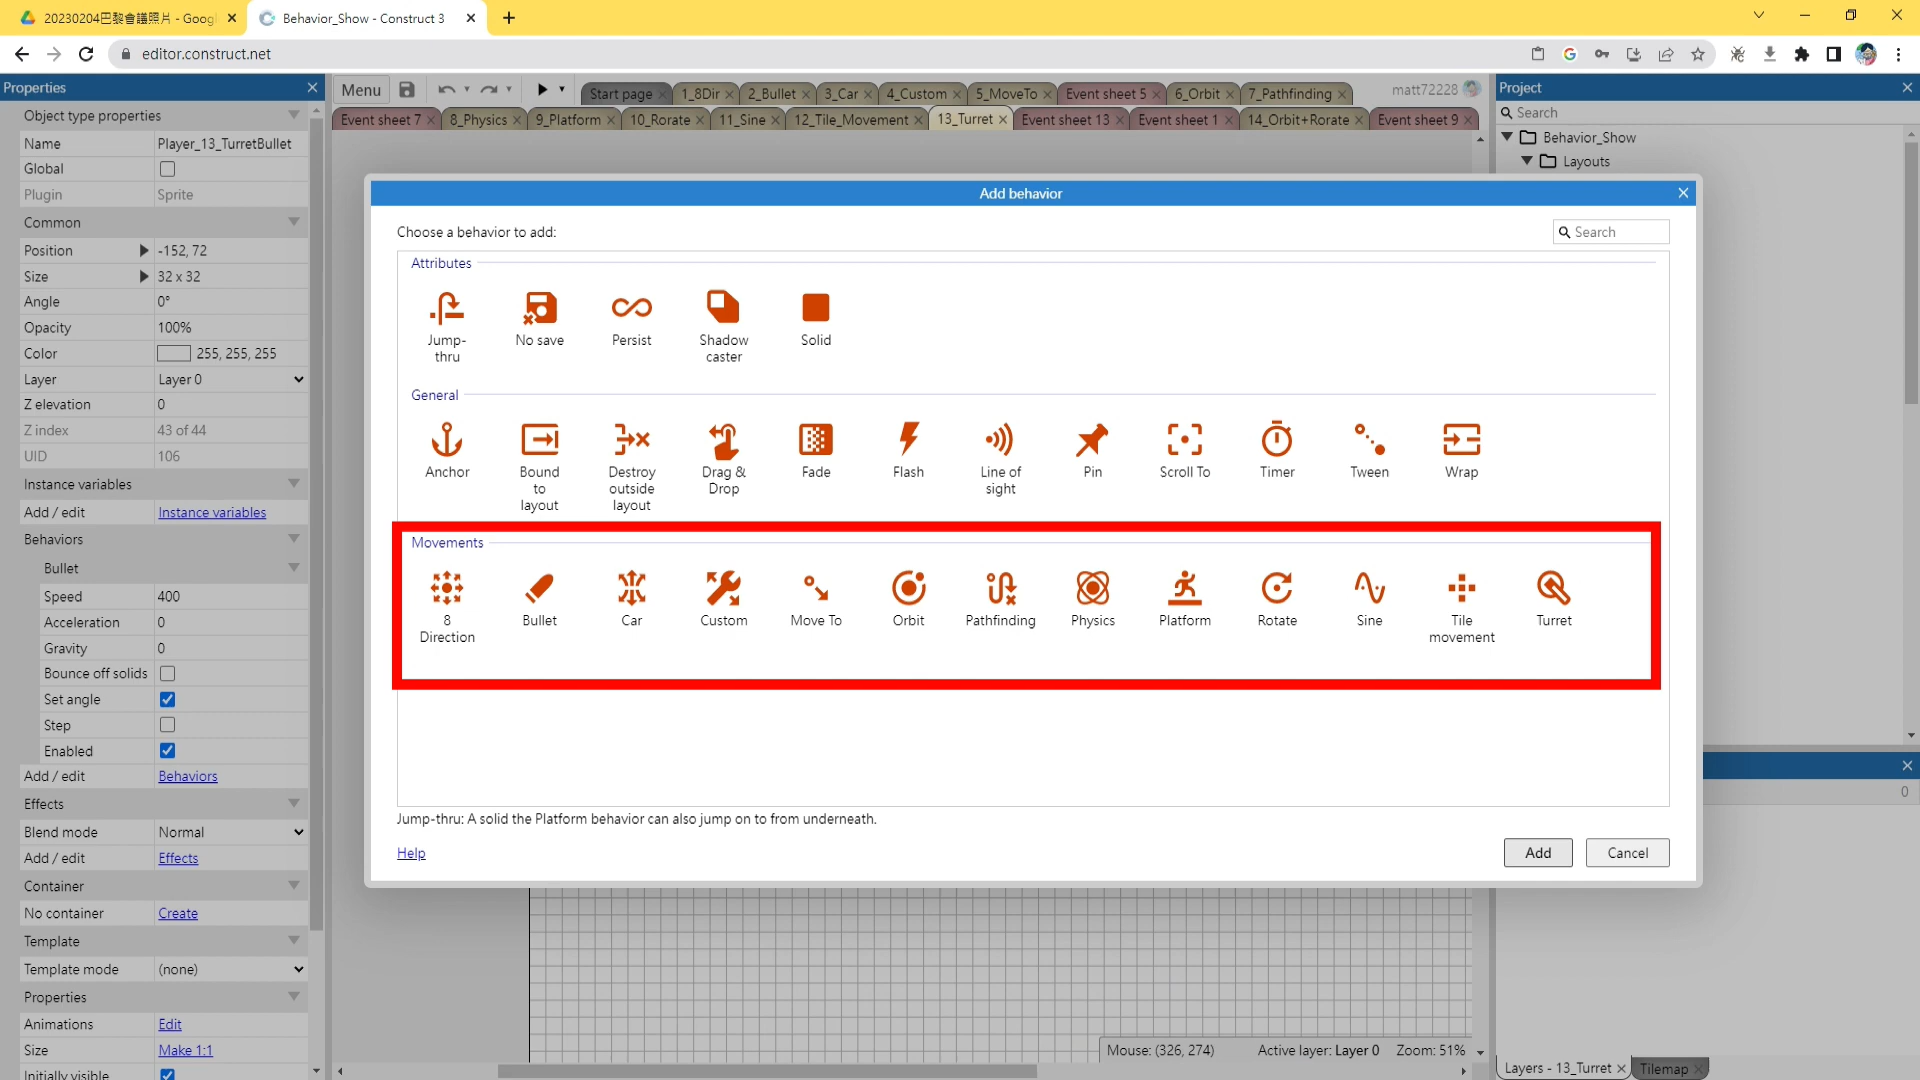 20230204巴黎會議照片 - Googl
Behavior_Show - Construct 3
editor.construct.net
Properties
Menu
Start page
1_8Dir
2_Bullet
3_Car
4_Custom
5_MoveTo
Event sheet 5
6_Orbit
7_Pathfinding
matt72228
Event sheet 7
8_Physics
9_Platform
10_Rorate
11_Sine
12_Tile_Movement
13_Turret
Event sheet 13
Event sheet 1
14_Orbit+Rorate
Event sheet 9
Project
Search
Behavior_Show
Layouts
Object type properties
Name Player_13_TurretBullet
Global
Plugin Sprite
Common
Position -152, 72
Size 32 x 32
Angle 0°
Opacity 100%
Color 255, 255, 255
Layer Layer 0
Z elevation 0
Z index 43 of 44
UID 106
Instance variables
Add / edit Instance variables
Behaviors
Bullet
Speed 400
Acceleration 0
Gravity 0
Bounce off solids
Set angle
Step
Enabled
Add / edit Behaviors
Effects
Blend mode Normal
Add / edit Effects
Container
No container Create
Template
Template mode (none)
Properties
Animations Edit
Size Make 1:1
Initially visible
Add behavior
Choose a behavior to add:
Search
Attributes
Jump-
thru
No save
Persist
Shadow
caster
Solid
General
Anchor
Bound
to
layout
Destroy
outside
layout
Drag &
Drop
Fade
Flash
Line of
sight
Pin
Scroll To
Timer
Tween
Wrap
Movements
8
Direction
Bullet
Car
Custom
Move To
Orbit
Pathfinding
Physics
Platform
Rotate
Sine
Tile
movement
Turret
Jump-thru: A solid the Platform behavior can also jump on to from underneath.
Help
Add
Cancel
0
Mouse: (326, 274)
Active layer: Layer 0
Zoom: 51%
Layers - 13_Turret
Tilemap